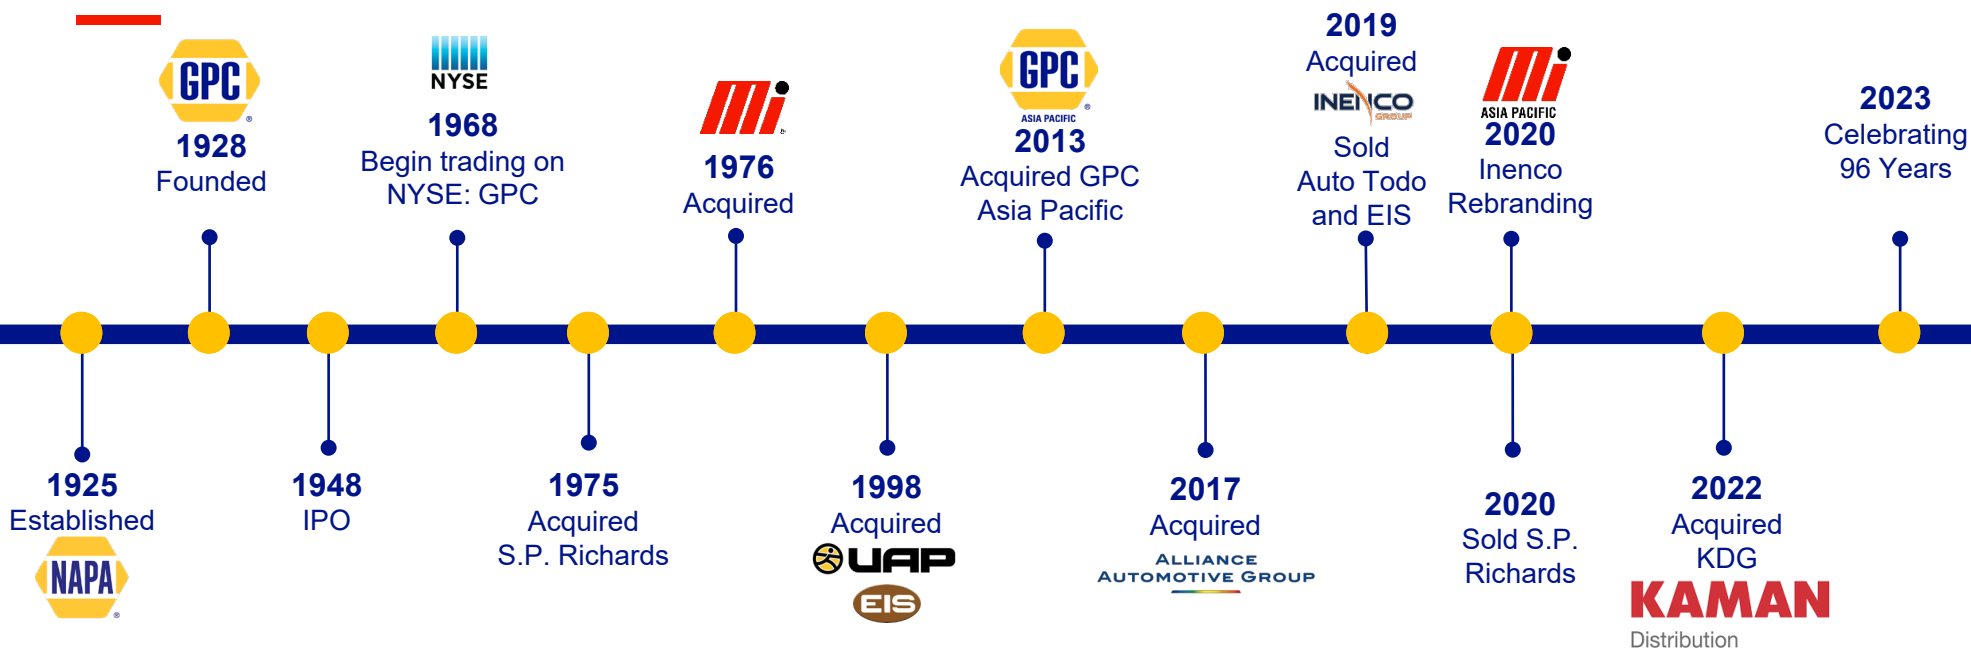 GPC
1928
Founded
NYSE
1968
Begin trading on
NYSE: GPC
Mi
1976
Acquired
GPC
ASIA PACIFIC
2013
Acquired GPC
Asia Pacific
2019
Acquired
INENCO
GROUP
Sold
Auto Todo
and EIS
Mi
ASIA PACIFIC
2020
Inenco
Rebranding
2023
Celebrating
96 Years
1925
Established
NAPA
1948
IPO
1975
Acquired
S.P. Richards
1998
Acquired
UAP
EIS
2017
Acquired
ALLIANCE
AUTOMOTIVE GROUP
2020
Sold S.P.
Richards
2022
Acquired
KDG
KAMAN
Distribution